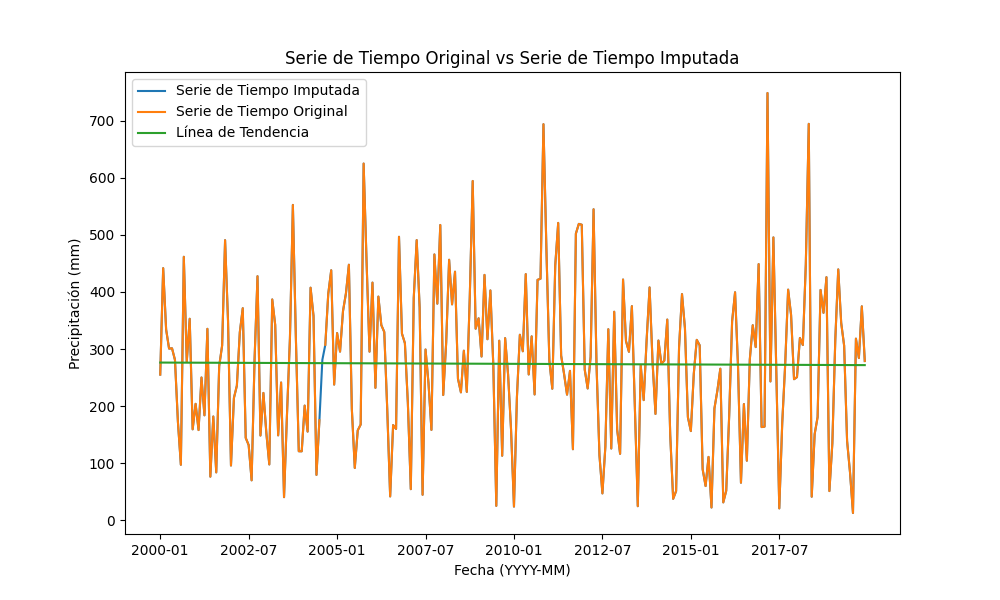 Serie de Tiempo Original vs Serie de Tiempo Imputada
Serie de Tiempo Imputada
Serie de Tiempo Original
Línea de Tendencia
Precipitación (mm)
700
600
500
400
300
200
100
0
2000-01 2002-07 2005-01 2007-07 2010-01 2012-07 2015-01 2017-07
Fecha (YYYY-MM)